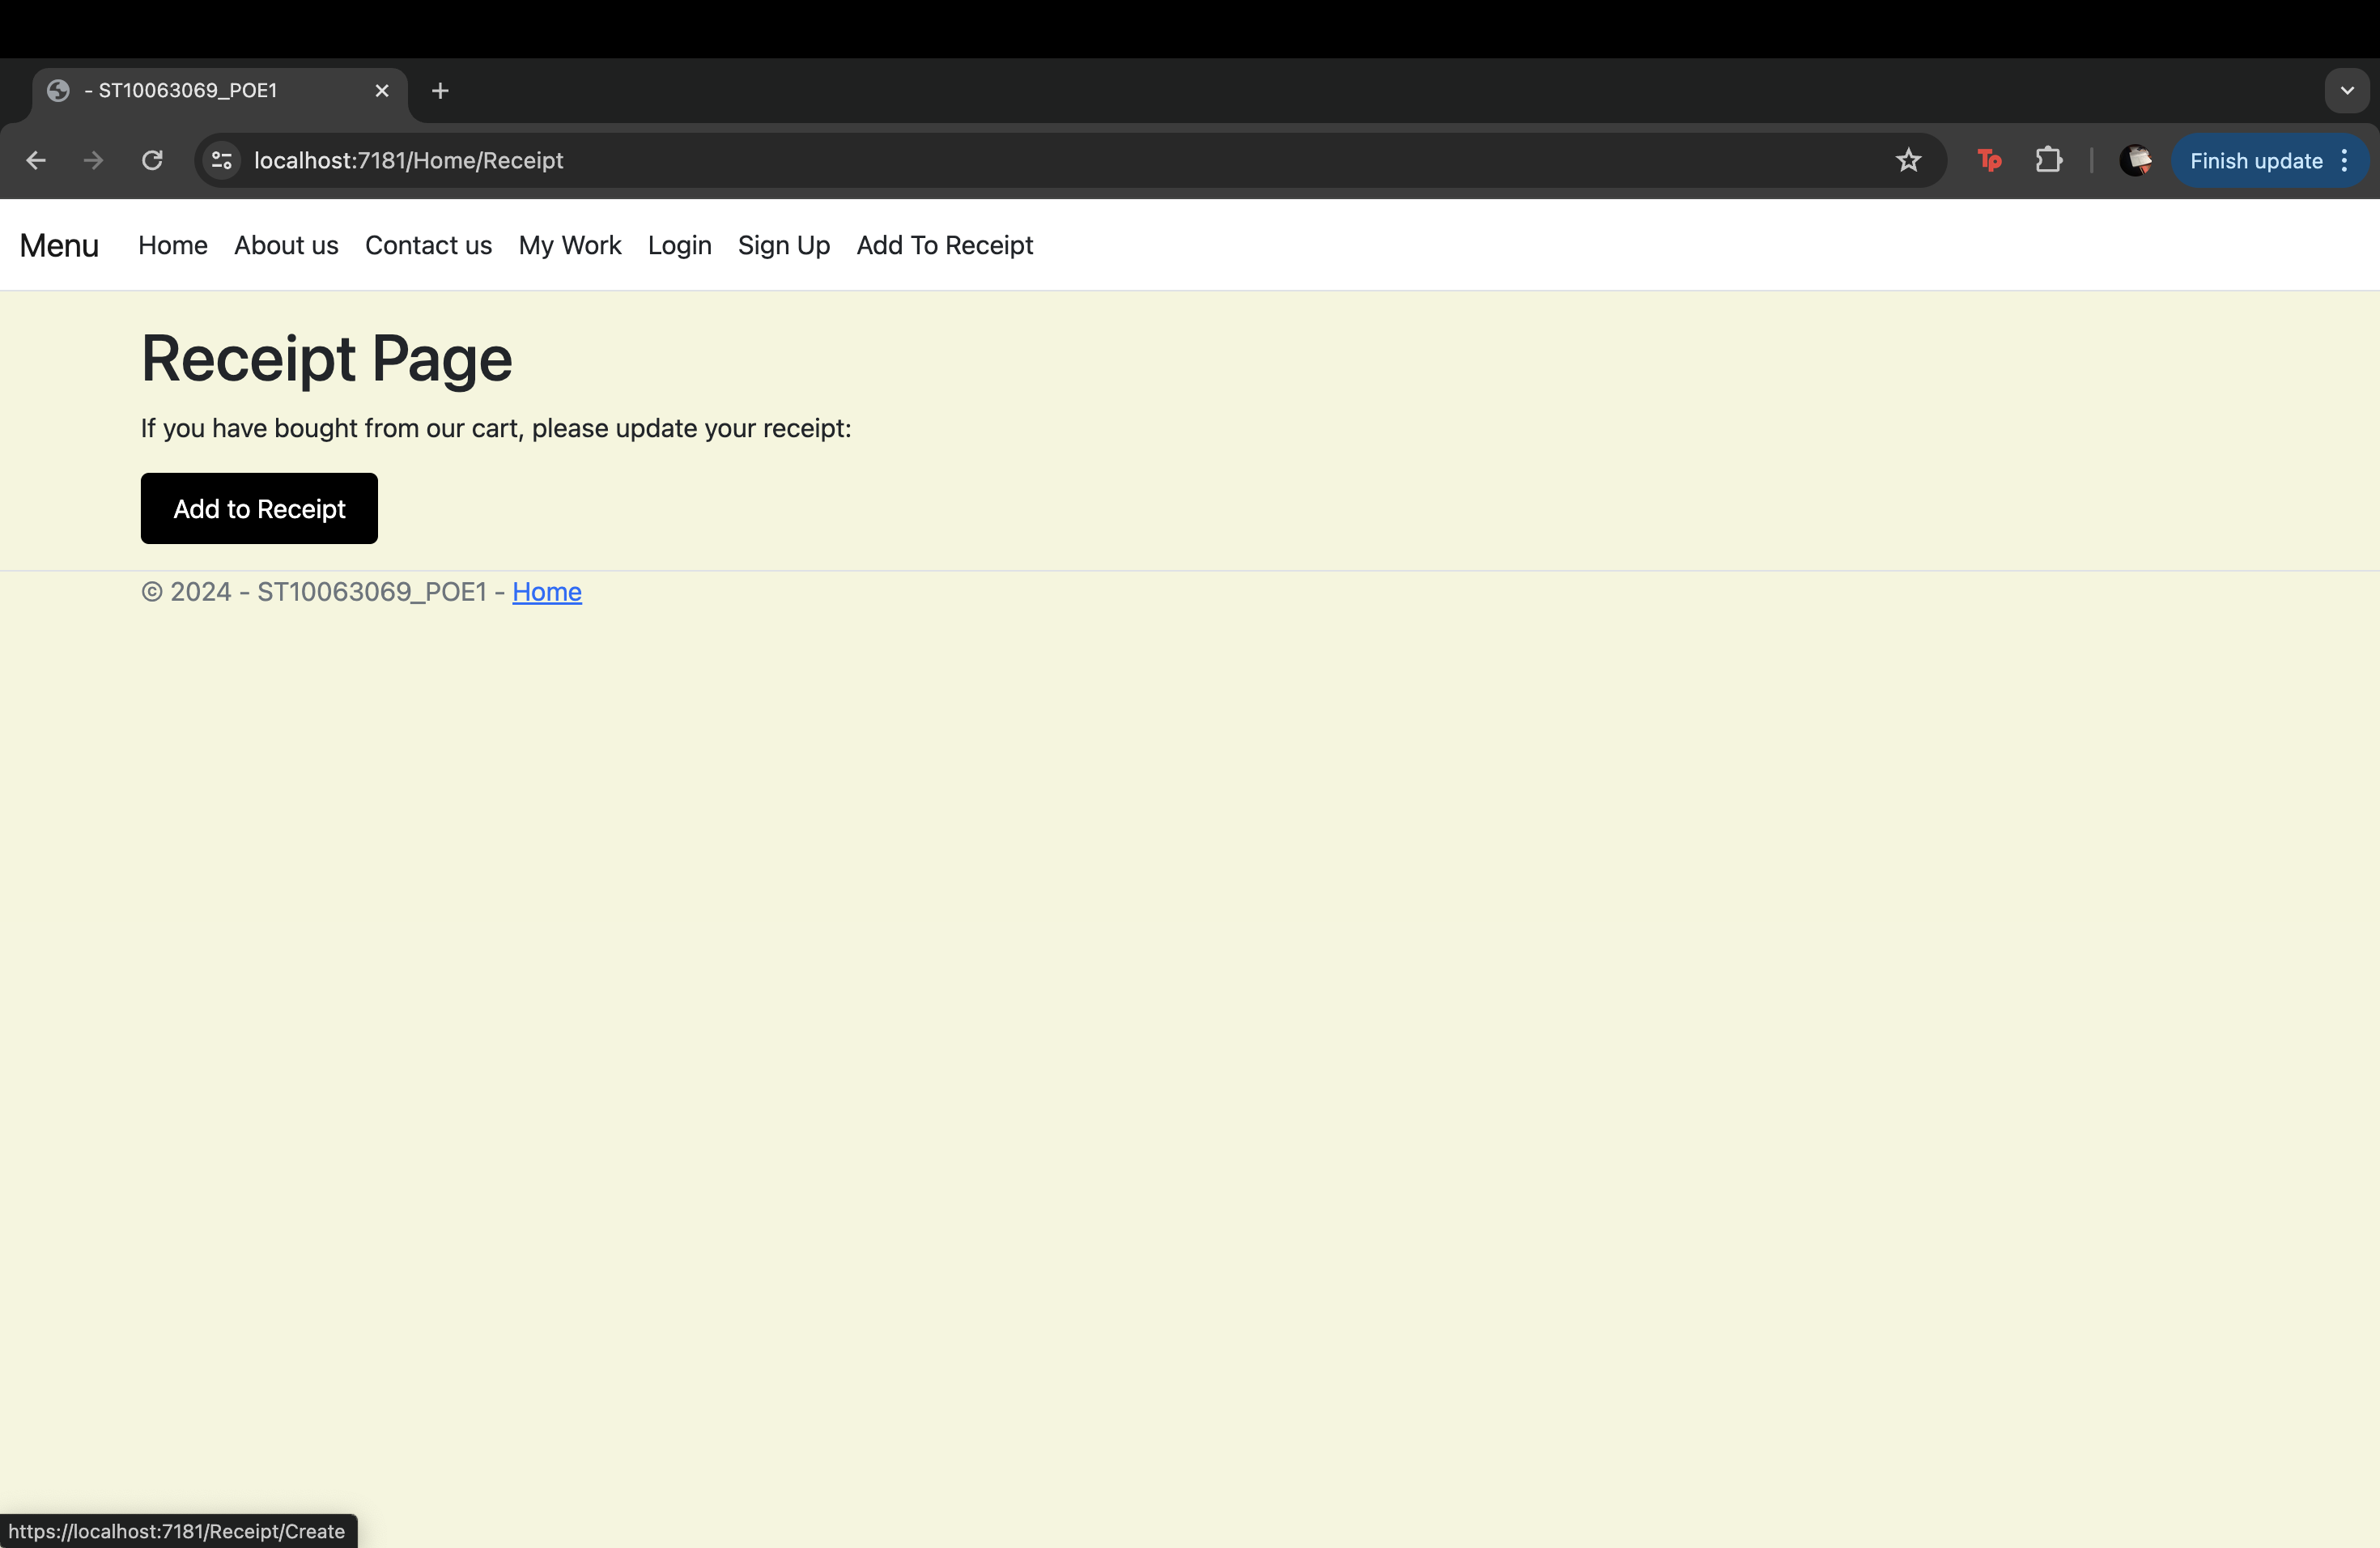 - ST10063069_POE1
localhost:7181/Home/Receipt
Tp
Finish update
Menu Home About us Contact us My Work Login Sign Up Add To Receipt
Receipt Page
If you have bought from our cart, please update your receipt:
Add to Receipt
© 2024 - ST10063069_POE1 - Home
https://localhost:7181/Receipt/Create